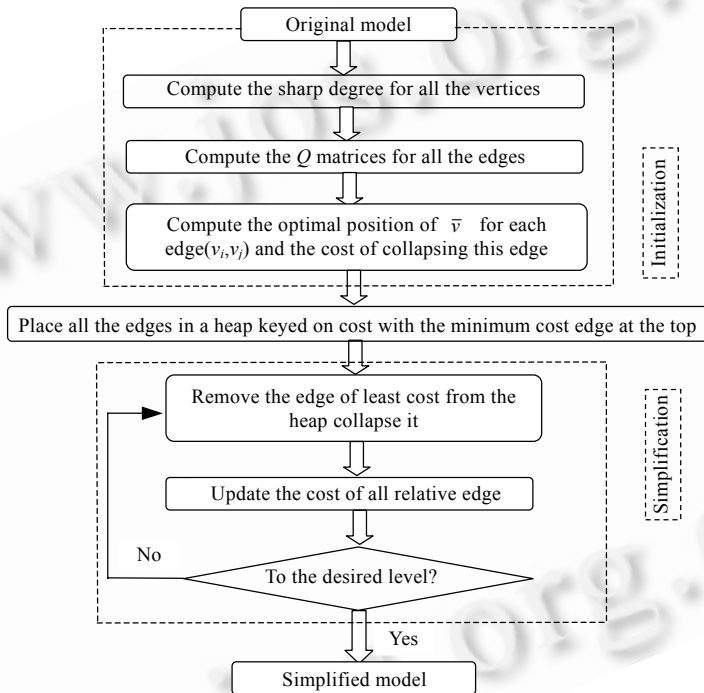 Original model
Compute the sharp degree for all the vertices
Compute the Q matrices for all the edges
Compute the optimal position of v̄ for each
edge(vᵢ,vⱼ) and the cost of collapsing this edge
Initialization
Place all the edges in a heap keyed on cost with the minimum cost edge at the top
Remove the edge of least cost from the
heap collapse it
Update the cost of all relative edge
Simplification
No
To the desired level?
Yes
Simplified model